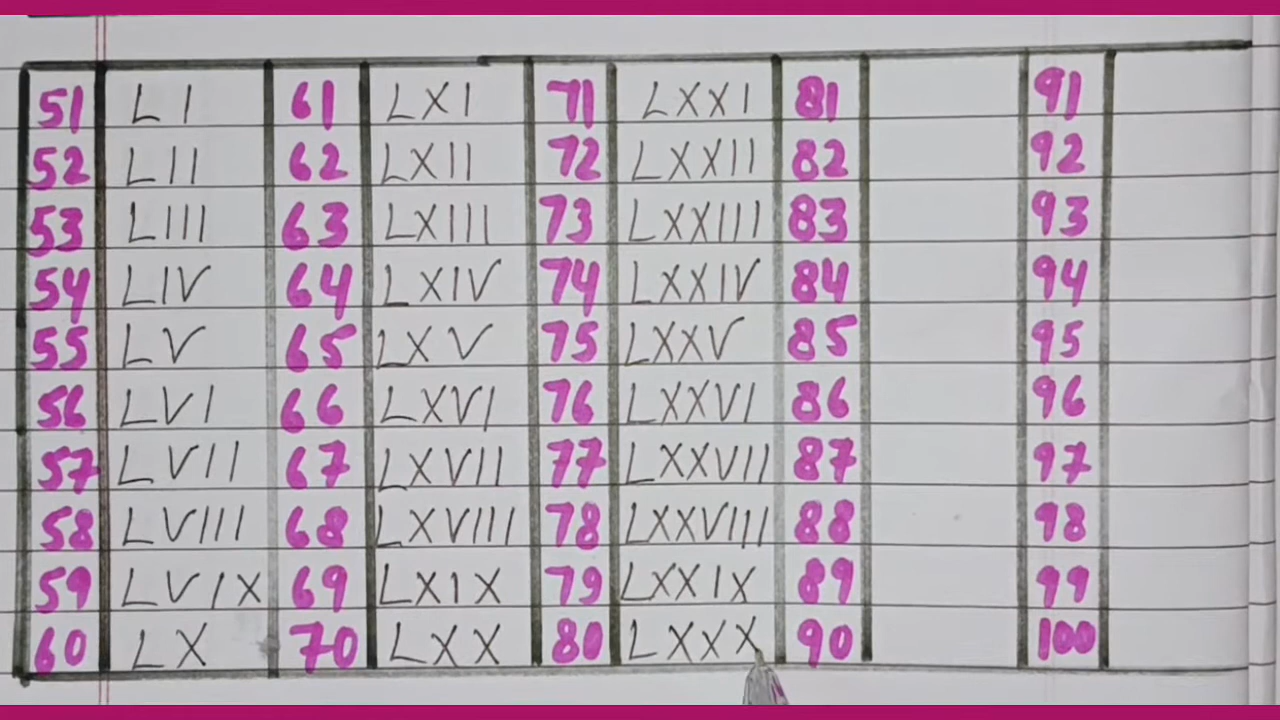 51 LI 61 LXI 71 LXXI 81 91
52 LII 62 LXII 72 LXXII 82 92
53 LIII 63 LXIII 73 LXXIII 83 93
54 LIV 64 LXIV 74 LXXIV 84 94
55 LV 65 LXV 75 LXXV 85 95
56 LVI 66 LXVI 76 LXXVI 86 96
57 LVII 67 LXVII 77 LXXVII 87 97
58 LVIII 68 LXVIII 78 LXXVIII 88 98
59 LVIX 69 LXIX 79 LXXIX 89 99
60 LX 70 LXX 80 LXXX 90 100